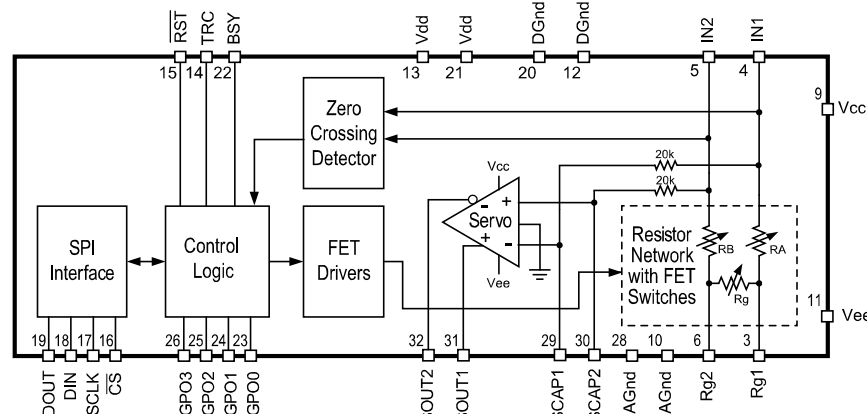 RST
TRC
BSY
Vdd
Vdd
DGnd
DGnd
IN2
IN1
15
14
22
13
21
20
12
5
4
9
Vcc
Zero
Crossing
Detector
20k
20k
Vcc
Servo
+
-
-
+
Vee
SPI
Interface
Control
Logic
FET
Drivers
Resistor
Network
with FET
Switches
RB
RA
Rg
11
Vee
19
18
17
16
26
25
24
23
32
31
29
30
28
10
6
3
DOUT
DIN
SCLK
CS
GPO3
GPO2
GPO1
GPO0
OUT2
OUT1
SCAP1
SCAP2
AGnd
AGnd
Rg2
Rg1